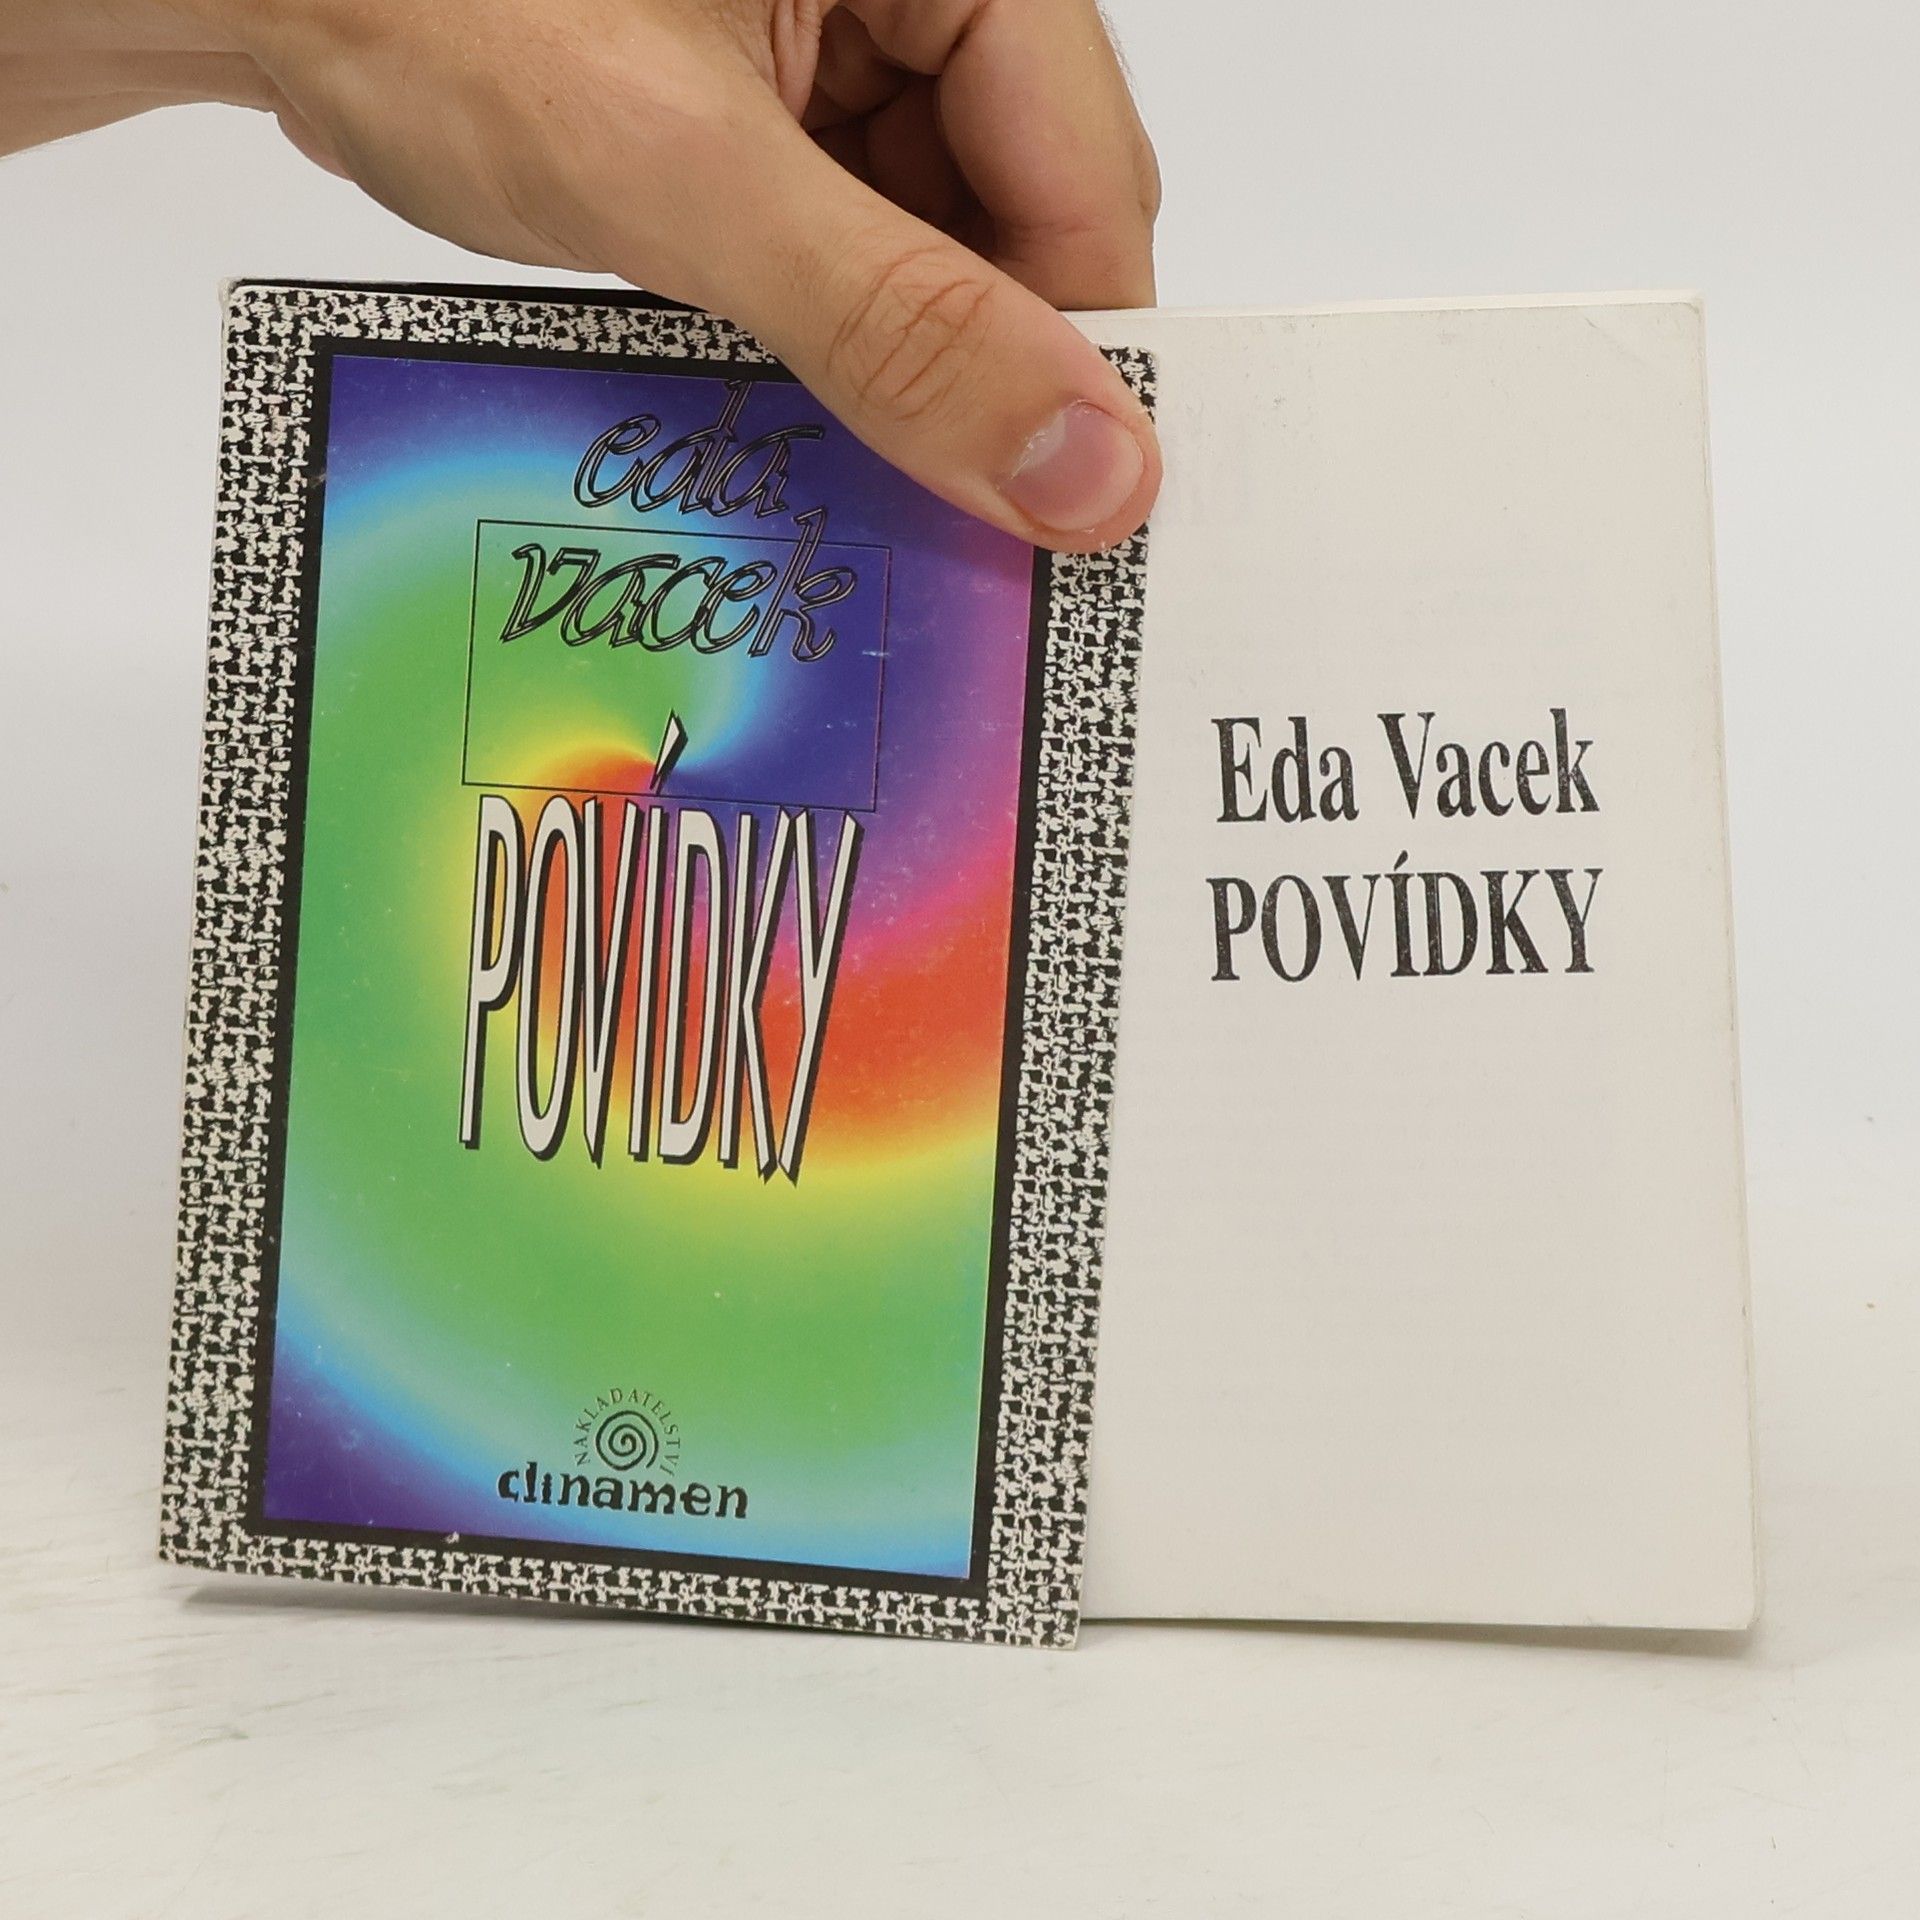 eda
vacek
POVÍDKY
NAKLADATELSTVÍ
clinamen
Eda Vacek
POVÍDKY